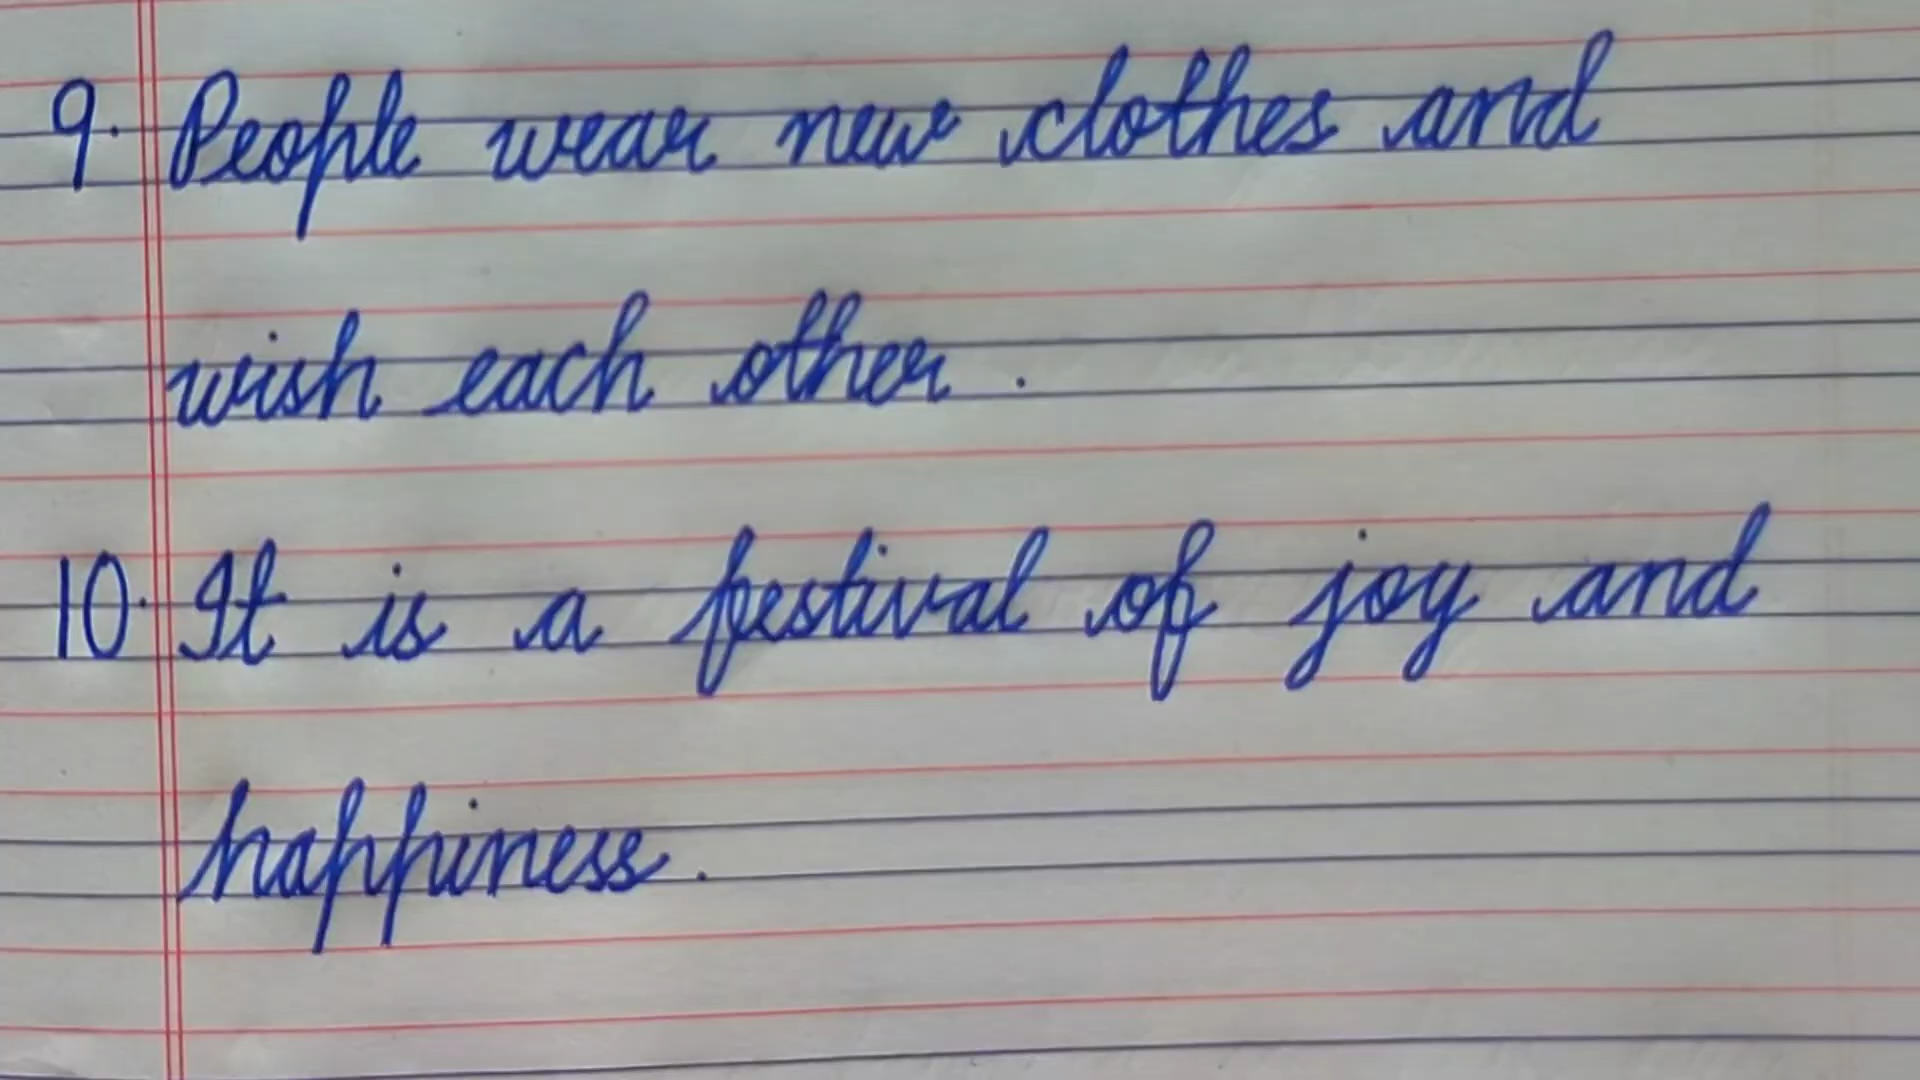 9. People wear new clothes and
wish each other.
10. It is a festival of joy and
happiness.